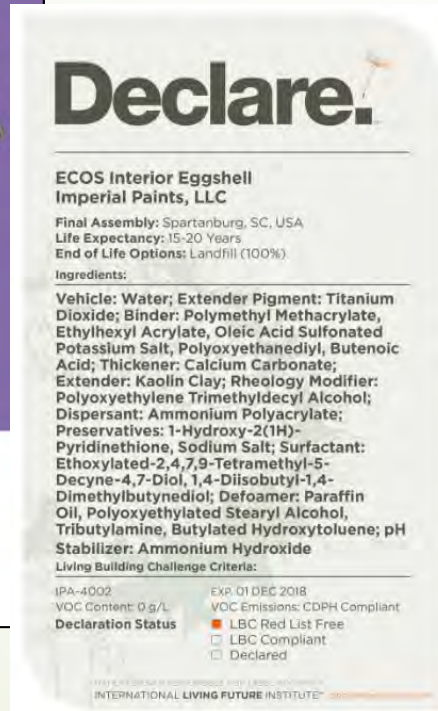 Declare.
ECOS Interior Eggshell
Imperial Paints, LLC
Final Assembly: Spartanburg, SC, USA
Life Expectancy: 15-20 Years
End of Life Options: Landfill (100%)
Ingredients:
Vehicle: Water; Extender Pigment: Titanium
Dioxide; Binder: Polymethyl Methacrylate,
Ethylhexyl Acrylate, Oleic Acid Sulfonated
Potassium Salt, Polyoxyethanediyl, Butenoic
Acid; Thickener: Calcium Carbonate;
Extender: Kaolin Clay; Rheology Modifier:
Polyoxyethylene Trimethyldecyl Alcohol;
Dispersant: Ammonium Polyacrylate;
Preservatives: 1-Hydroxy-2(1H)-
Pyridinethione, Sodium Salt; Surfactant:
Ethoxylated-2,4,7,9-Tetramethyl-5-
Decyne-4,7-Diol, 1,4-Diisobutyl-1,4-
Dimethylbutynediol; Defoamer: Paraffin
Oil, Polyoxyethylated Stearyl Alcohol,
Tributylamine, Butylated Hydroxytoluene; pH
Stabilizer: Ammonium Hydroxide
Living Building Challenge Criteria:
IPA-4002 EXP. 01 DEC 2018
VOC Content: 0 g/L VOC Emissions: CDPH Compliant
Declaration Status LBC Red List Free
LBC Compliant
Declared
INTERNATIONAL LIVING FUTURE INSTITUTE